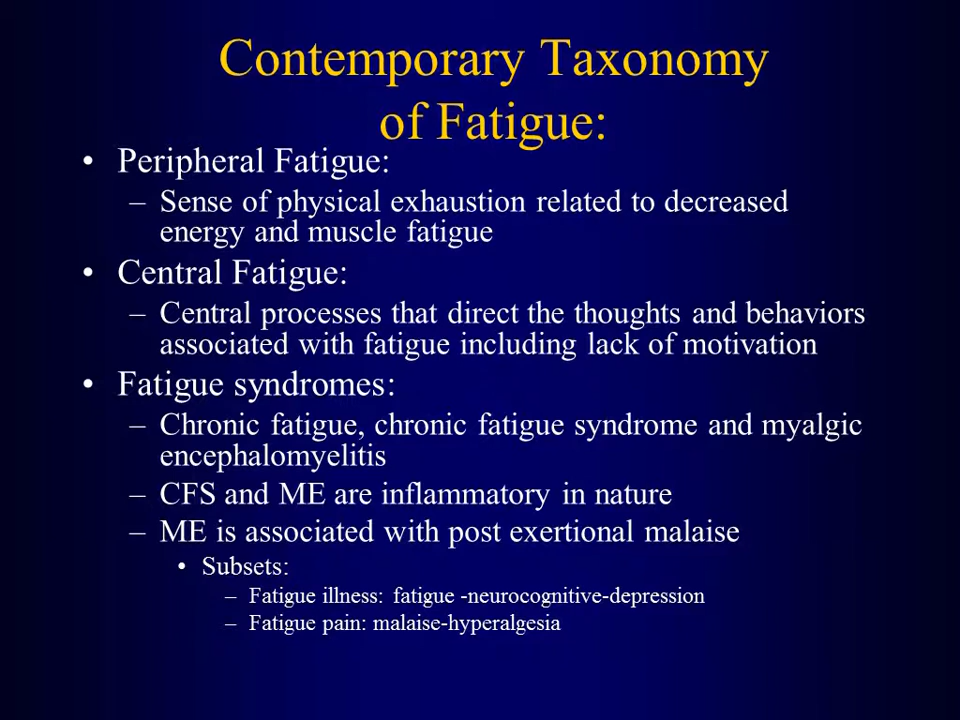 Contemporary Taxonomy
of Fatigue:
• Peripheral Fatigue:
– Sense of physical exhaustion related to decreased
energy and muscle fatigue
• Central Fatigue:
– Central processes that direct the thoughts and behaviors
associated with fatigue including lack of motivation
• Fatigue syndromes:
– Chronic fatigue, chronic fatigue syndrome and myalgic
encephalomyelitis
– CFS and ME are inflammatory in nature
– ME is associated with post exertional malaise
• Subsets:
– Fatigue illness: fatigue -neurocognitive-depression
– Fatigue pain: malaise-hyperalgesia